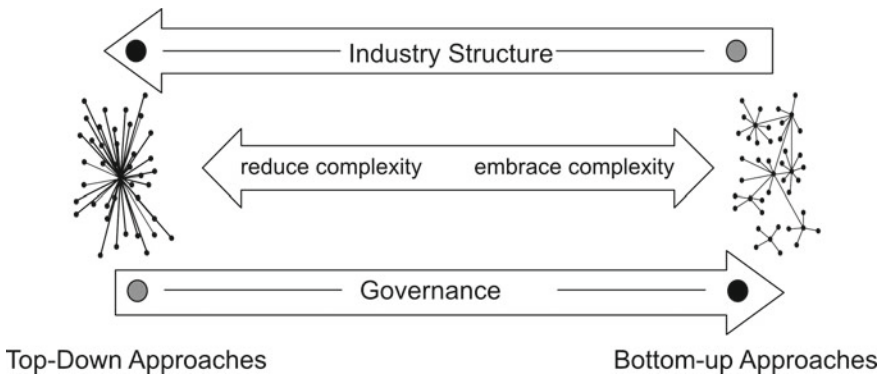 Industry Structure
reduce complexity embrace complexity
Governance
Top-Down Approaches Bottom-up Approaches